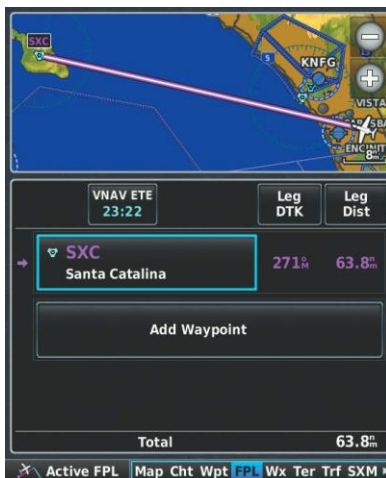 SXC
KNFG
5
VISTA
ENCINIT
8nm
VNAV ETE
23:22
Leg
DTK
Leg
Dist
SXC
Santa Catalina
271°M
63.8nm
Add Waypoint
Total
63.8nm
Active FPL
Map Cht Wpt FPL Wx Ter Trf SXM